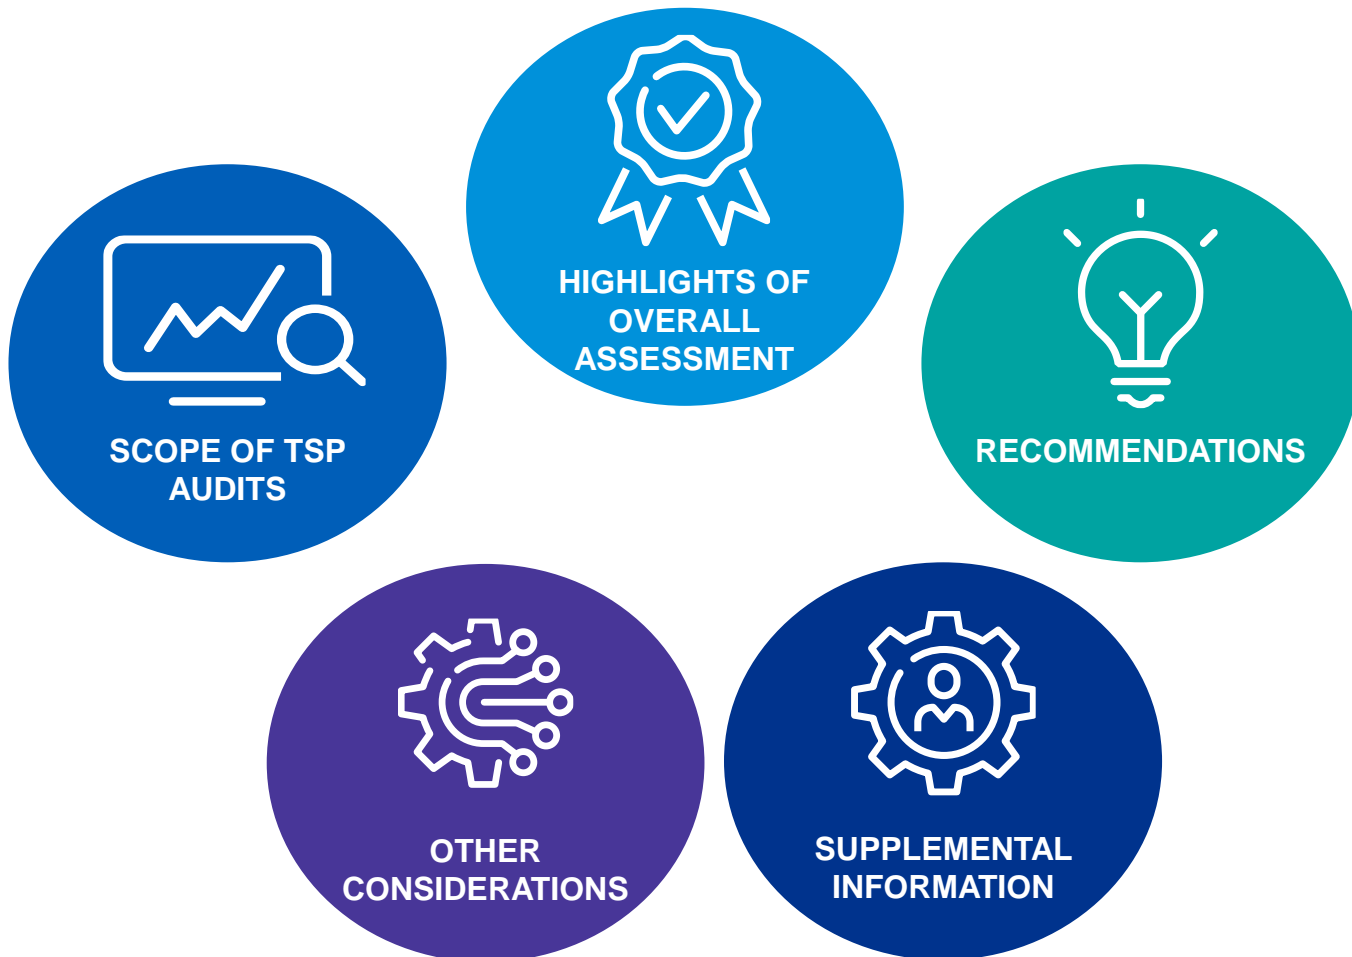 SCOPE OF TSP
AUDITS
HIGHLIGHTS OF
OVERALL
ASSESSMENT
RECOMMENDATIONS
OTHER
CONSIDERATIONS
SUPPLEMENTAL
INFORMATION